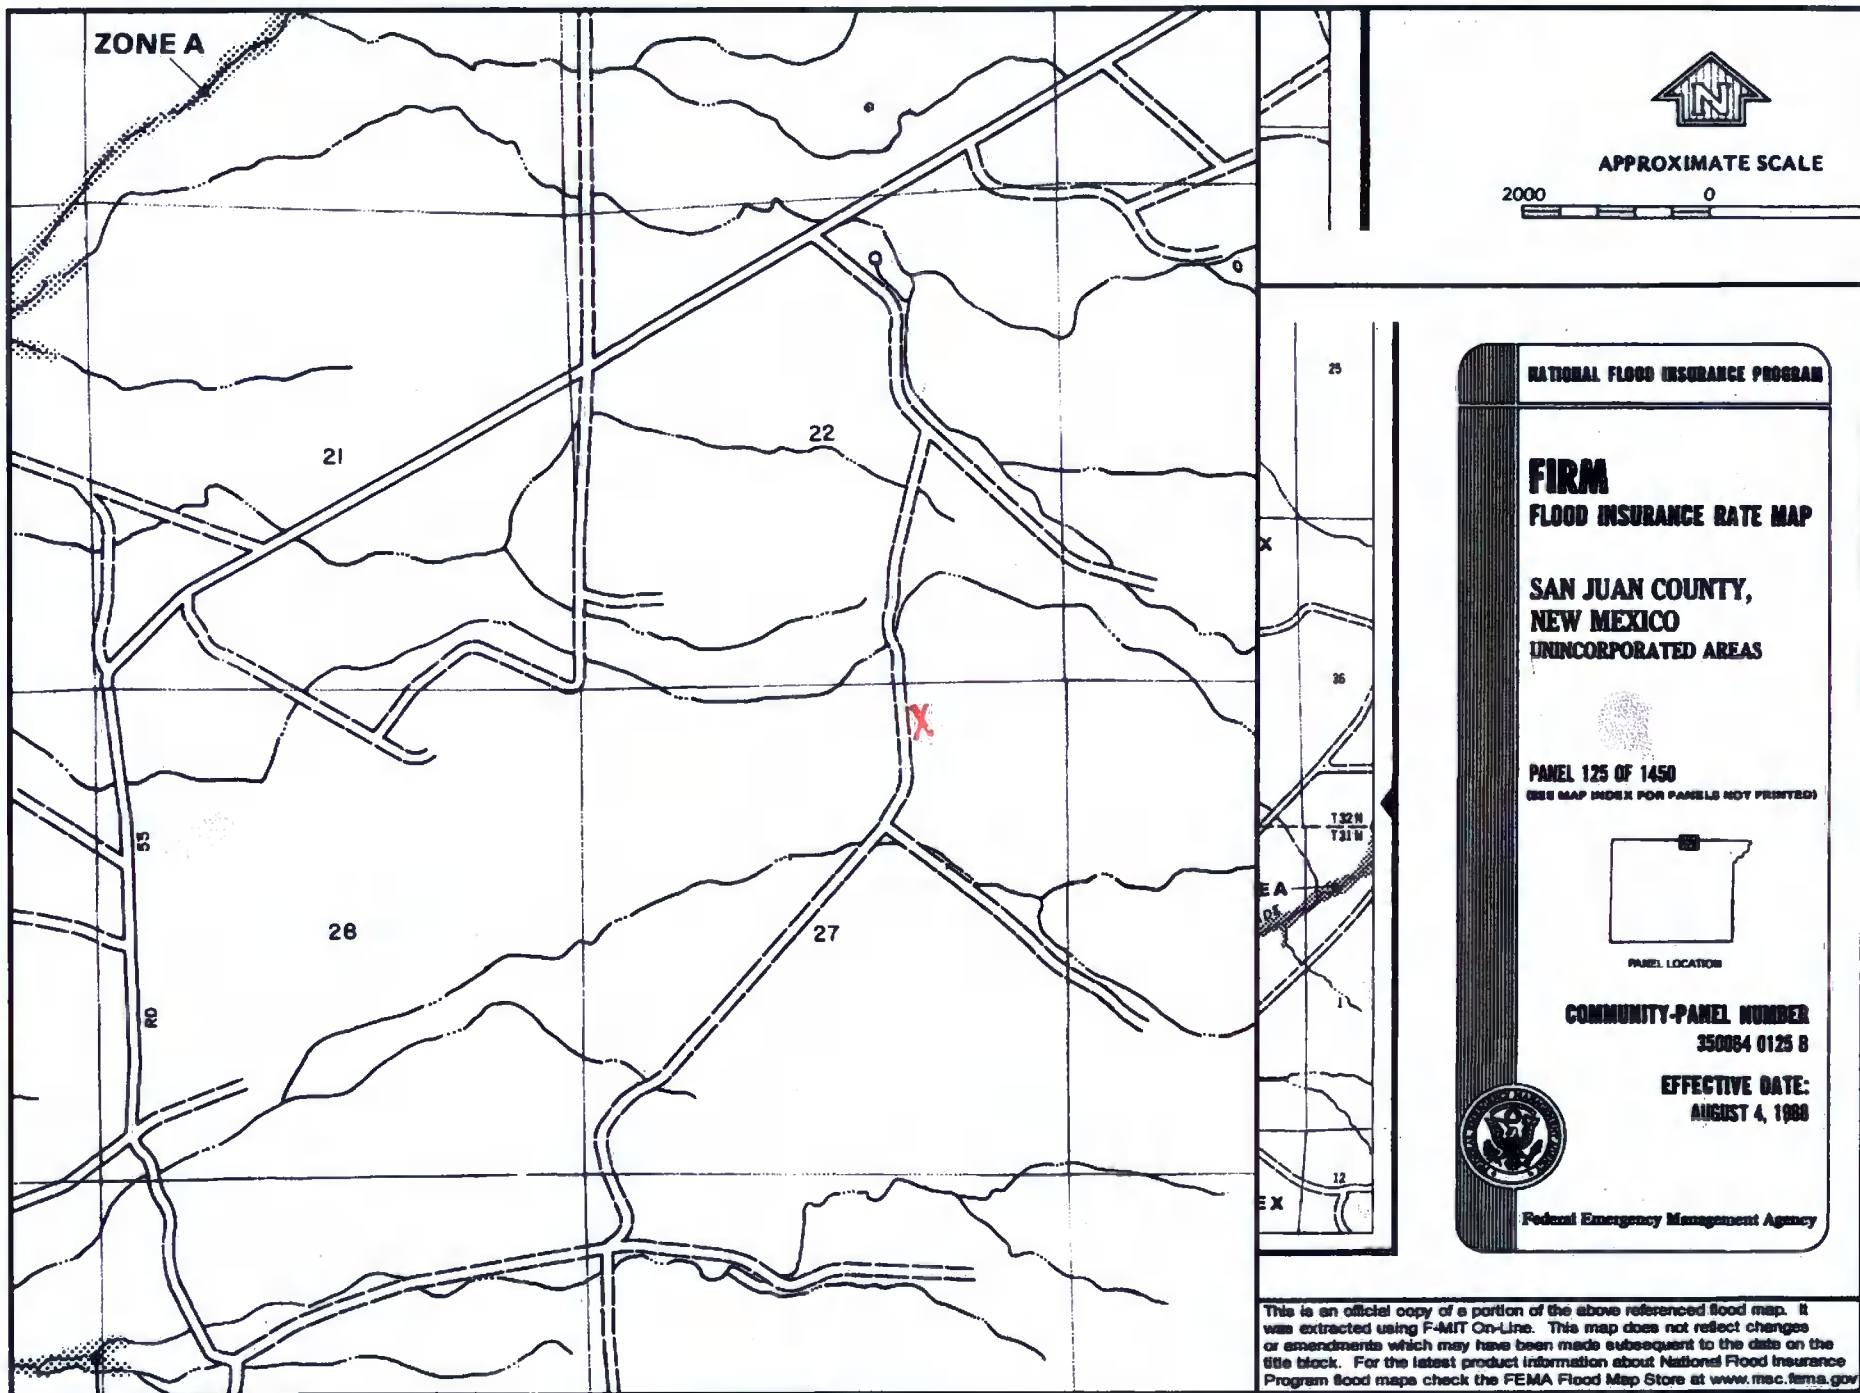 ZONE A
21
22
X
28
27
55
RD
25
X
36
T32N
T31N
E A
1
12
E X
N
APPROXIMATE SCALE
2000 0
NATIONAL FLOOD INSURANCE PROGRAM
FIRM
FLOOD INSURANCE RATE MAP
SAN JUAN COUNTY,
NEW MEXICO
UNINCORPORATED AREAS
PANEL 125 OF 1450
(SEE MAP INDEX FOR PANELS NOT PRINTED)
PANEL LOCATION
COMMUNITY-PANEL NUMBER
350064 0125 B
EFFECTIVE DATE:
AUGUST 4, 1988
Federal Emergency Management Agency
This is an official copy of a portion of the above referenced flood map. It
was extracted using F-MIT On-Line. This map does not reflect changes
or amendments which may have been made subsequent to the date on the
title block. For the latest product information about National Flood Insurance
Program flood maps check the FEMA Flood Map Store at www.msc.fema.gov